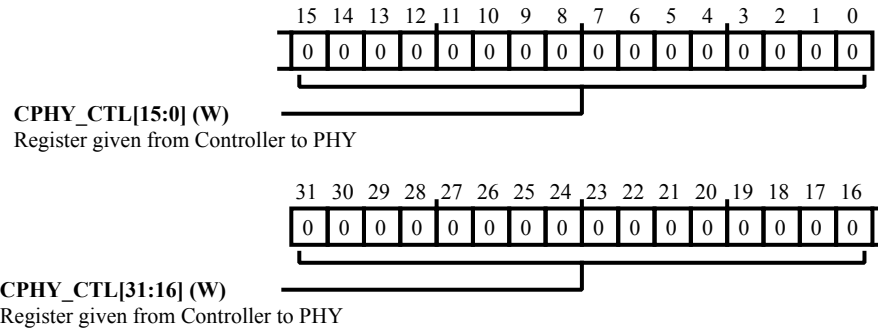 15 14 13 12 11 10 9 8 7 6 5 4 3 2 1 0
0 0 0 0 0 0 0 0 0 0 0 0 0 0 0 0
CPHY_CTL[15:0] (W)
Register given from Controller to PHY
31 30 29 28 27 26 25 24 23 22 21 20 19 18 17 16
0 0 0 0 0 0 0 0 0 0 0 0 0 0 0 0
CPHY_CTL[31:16] (W)
Register given from Controller to PHY